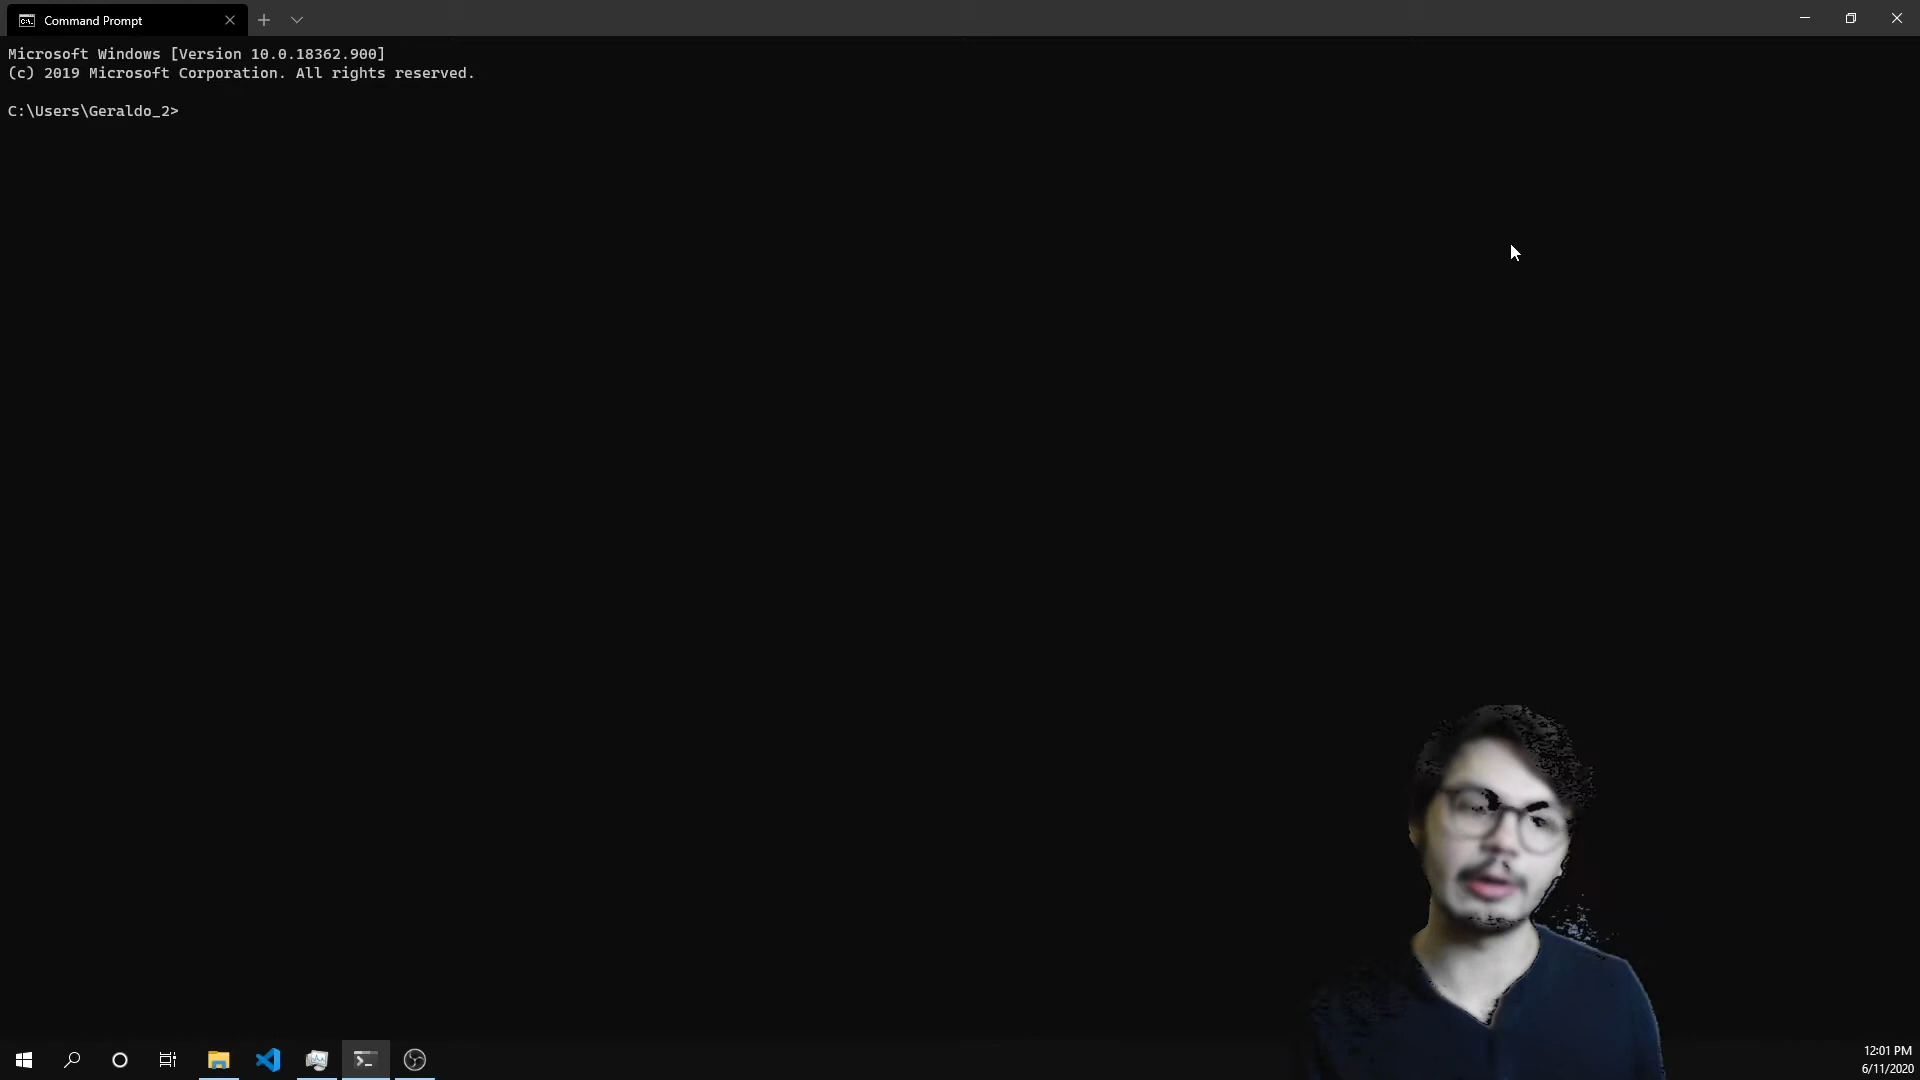 Command Prompt
Microsoft Windows [Version 10.0.18362.900]
(c) 2019 Microsoft Corporation. All rights reserved.
C:\Users\Geraldo_2>
12:01 PM
6/11/2020